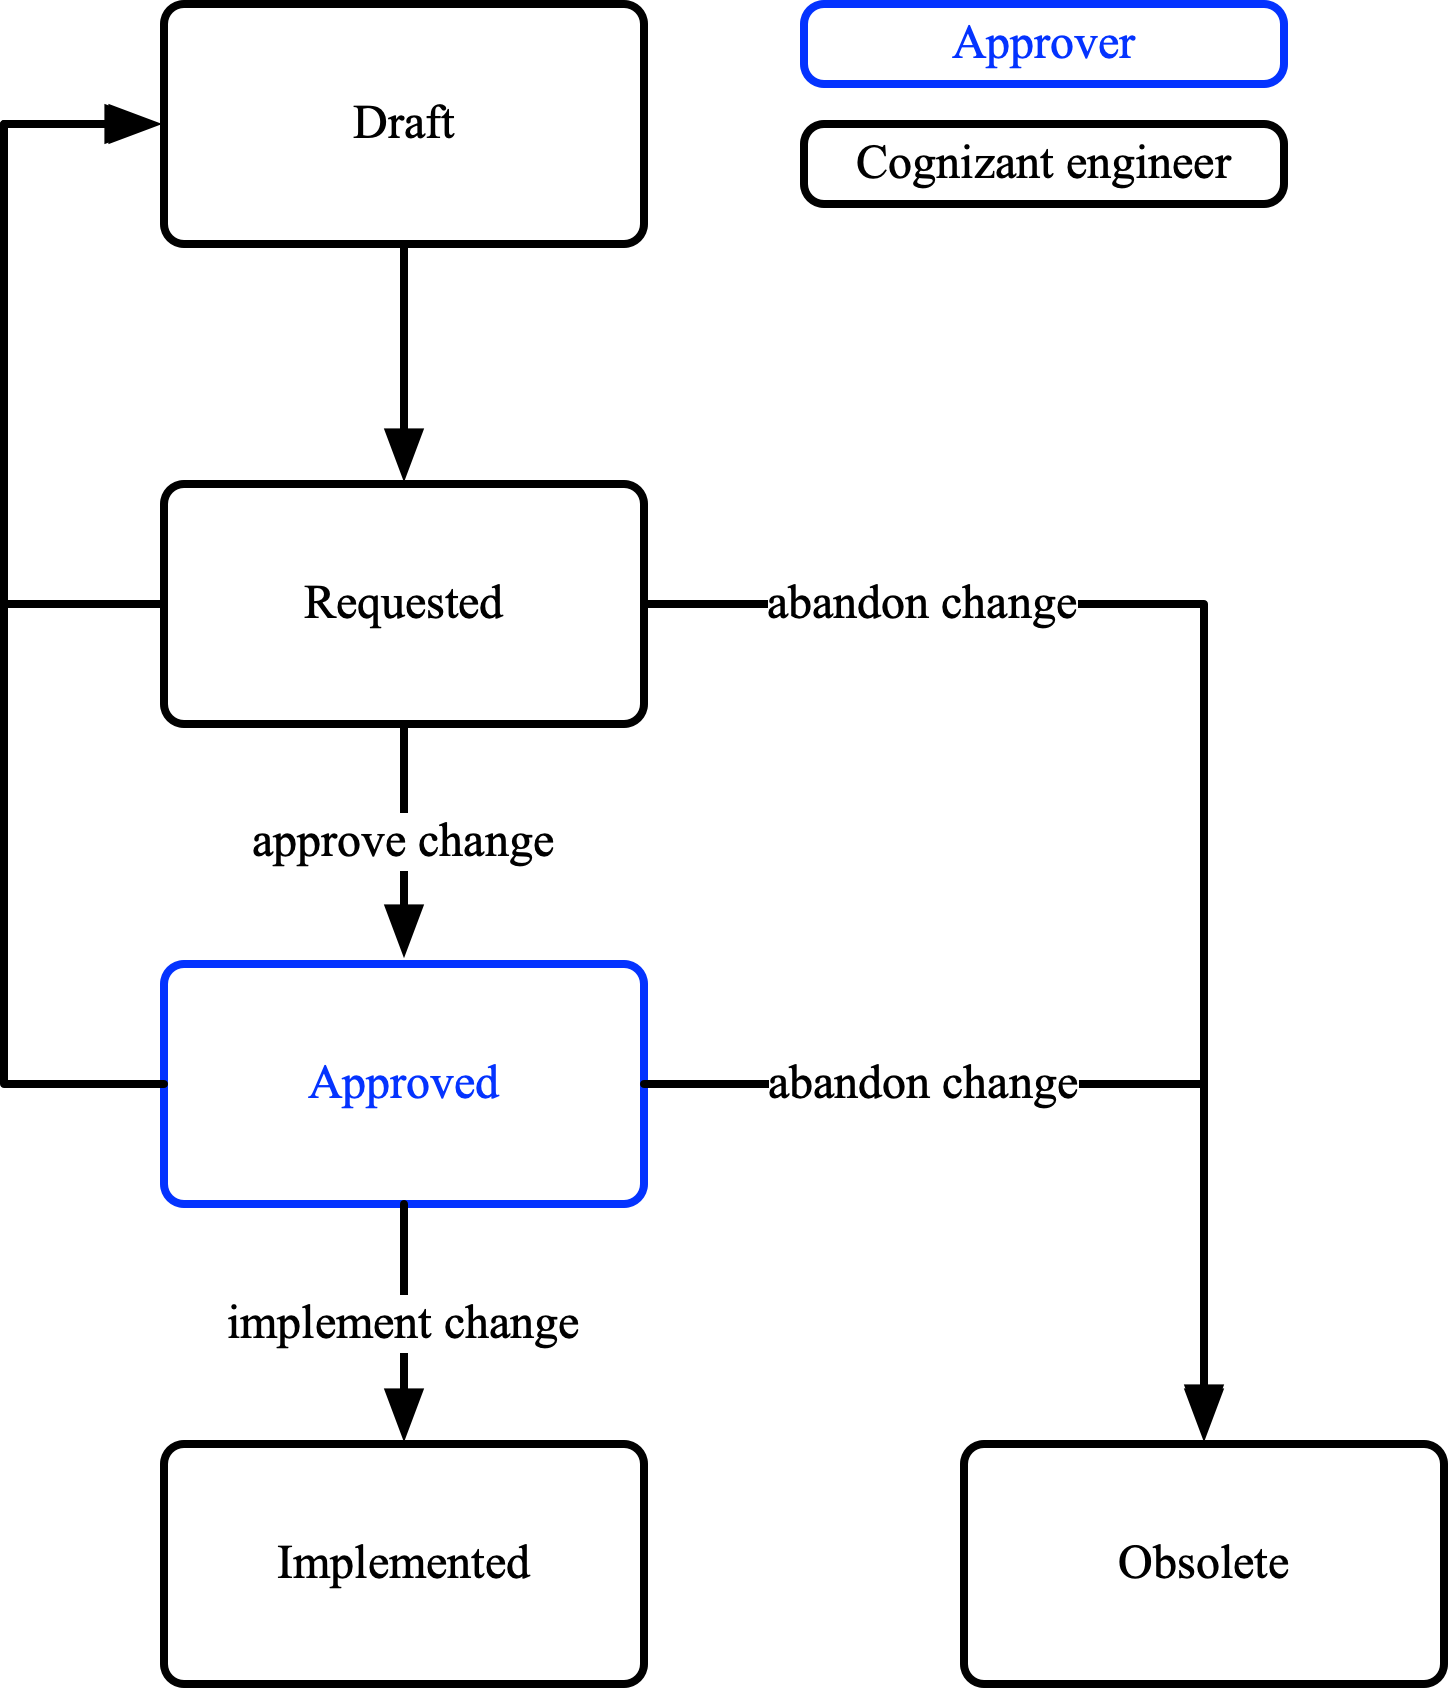 Draft
Approver
Cognizant engineer
Requested
abandon change
approve change
Approved
abandon change
implement change
Implemented
Obsolete